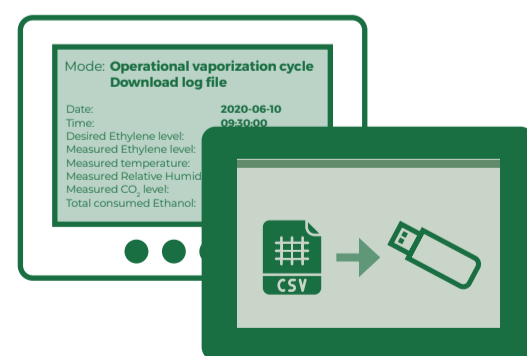 Mode: Operational vaporization cycle
Download log file
Date: 2020-06-10
Time: 09:30:00
Desired Ethylene level:
Measured Ethylene level:
Measured temperature:
Measured Relative Humid
Measured CO₂ level:
Total consumed Ethanol:
CSV